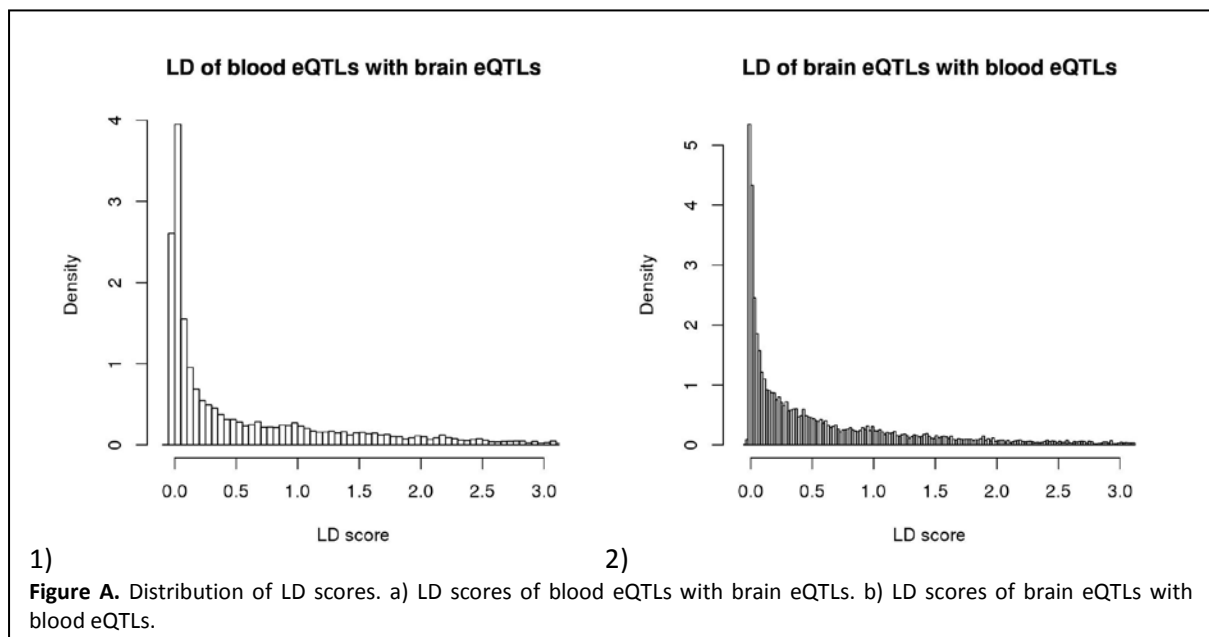 LD of blood eQTLs with brain eQTLs
4
3
2
1
0
Density
0.0 0.5 1.0 1.5 2.0 2.5 3.0
LD score
1)
LD of brain eQTLs with blood eQTLs
5
4
3
2
1
0
Density
0.0 0.5 1.0 1.5 2.0 2.5 3.0
LD score
2)
Figure A. Distribution of LD scores. a) LD scores of blood eQTLs with brain eQTLs. b) LD scores of brain eQTLs with
blood eQTLs.